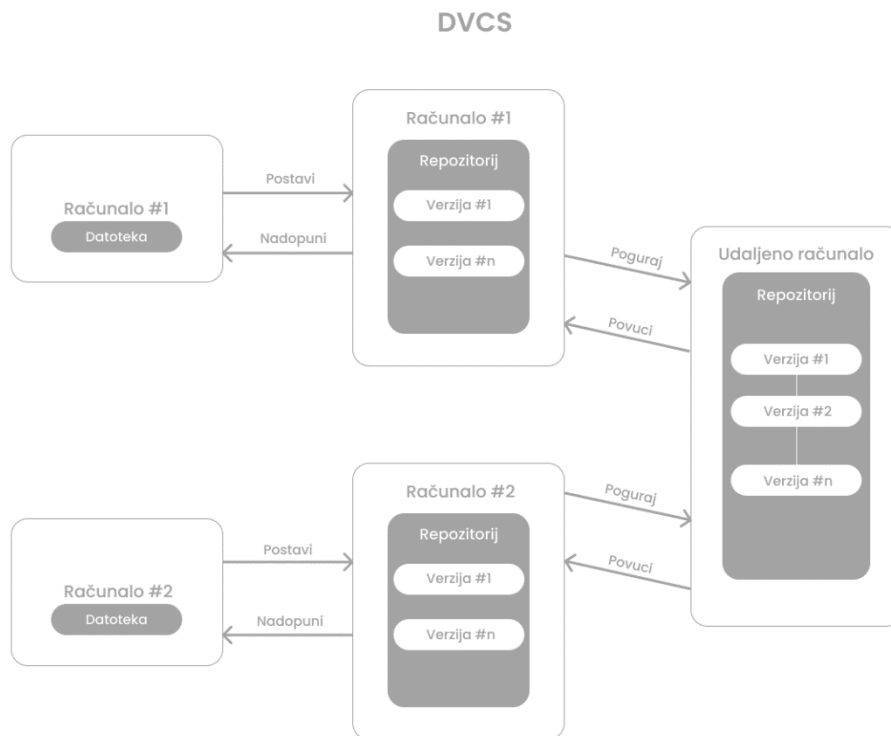 DVCS
Računalo #1
Datoteka
Postavi
Nadopuni
Računalo #1
Repozitorij
Verzija #1
Verzija #n
Poguraj
Povuci
Udaljeno računalo
Repozitorij
Verzija #1
Verzija #2
Verzija #n
Računalo #2
Datoteka
Postavi
Nadopuni
Računalo #2
Repozitorij
Verzija #1
Verzija #n
Poguraj
Povuci